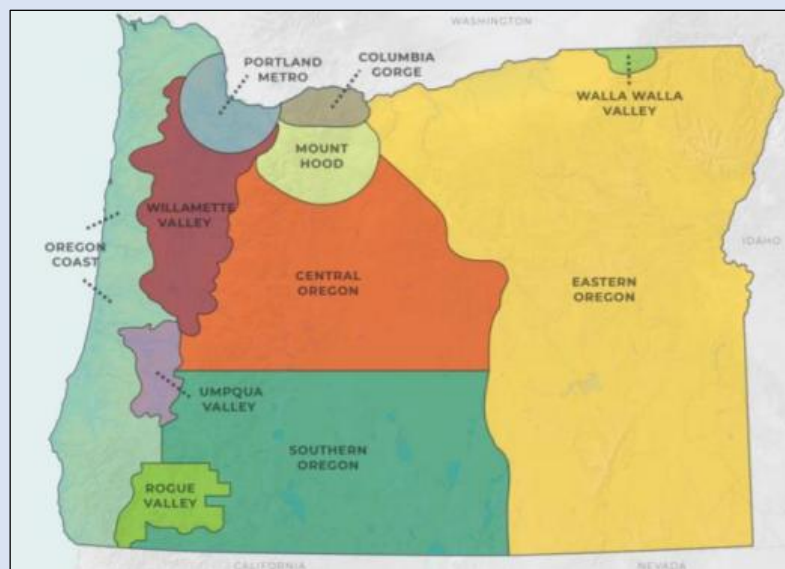 WASHINGTON
PORTLAND
METRO
COLUMBIA
GORGE
WALLA WALLA
VALLEY
MOUNT
HOOD
WILLAMETTE
VALLEY
OREGON
COAST
IDAHO
CENTRAL
OREGON
EASTERN
OREGON
UMPQUA
VALLEY
SOUTHERN
OREGON
ROGUE
VALLEY
CALIFORNIA
NEVADA